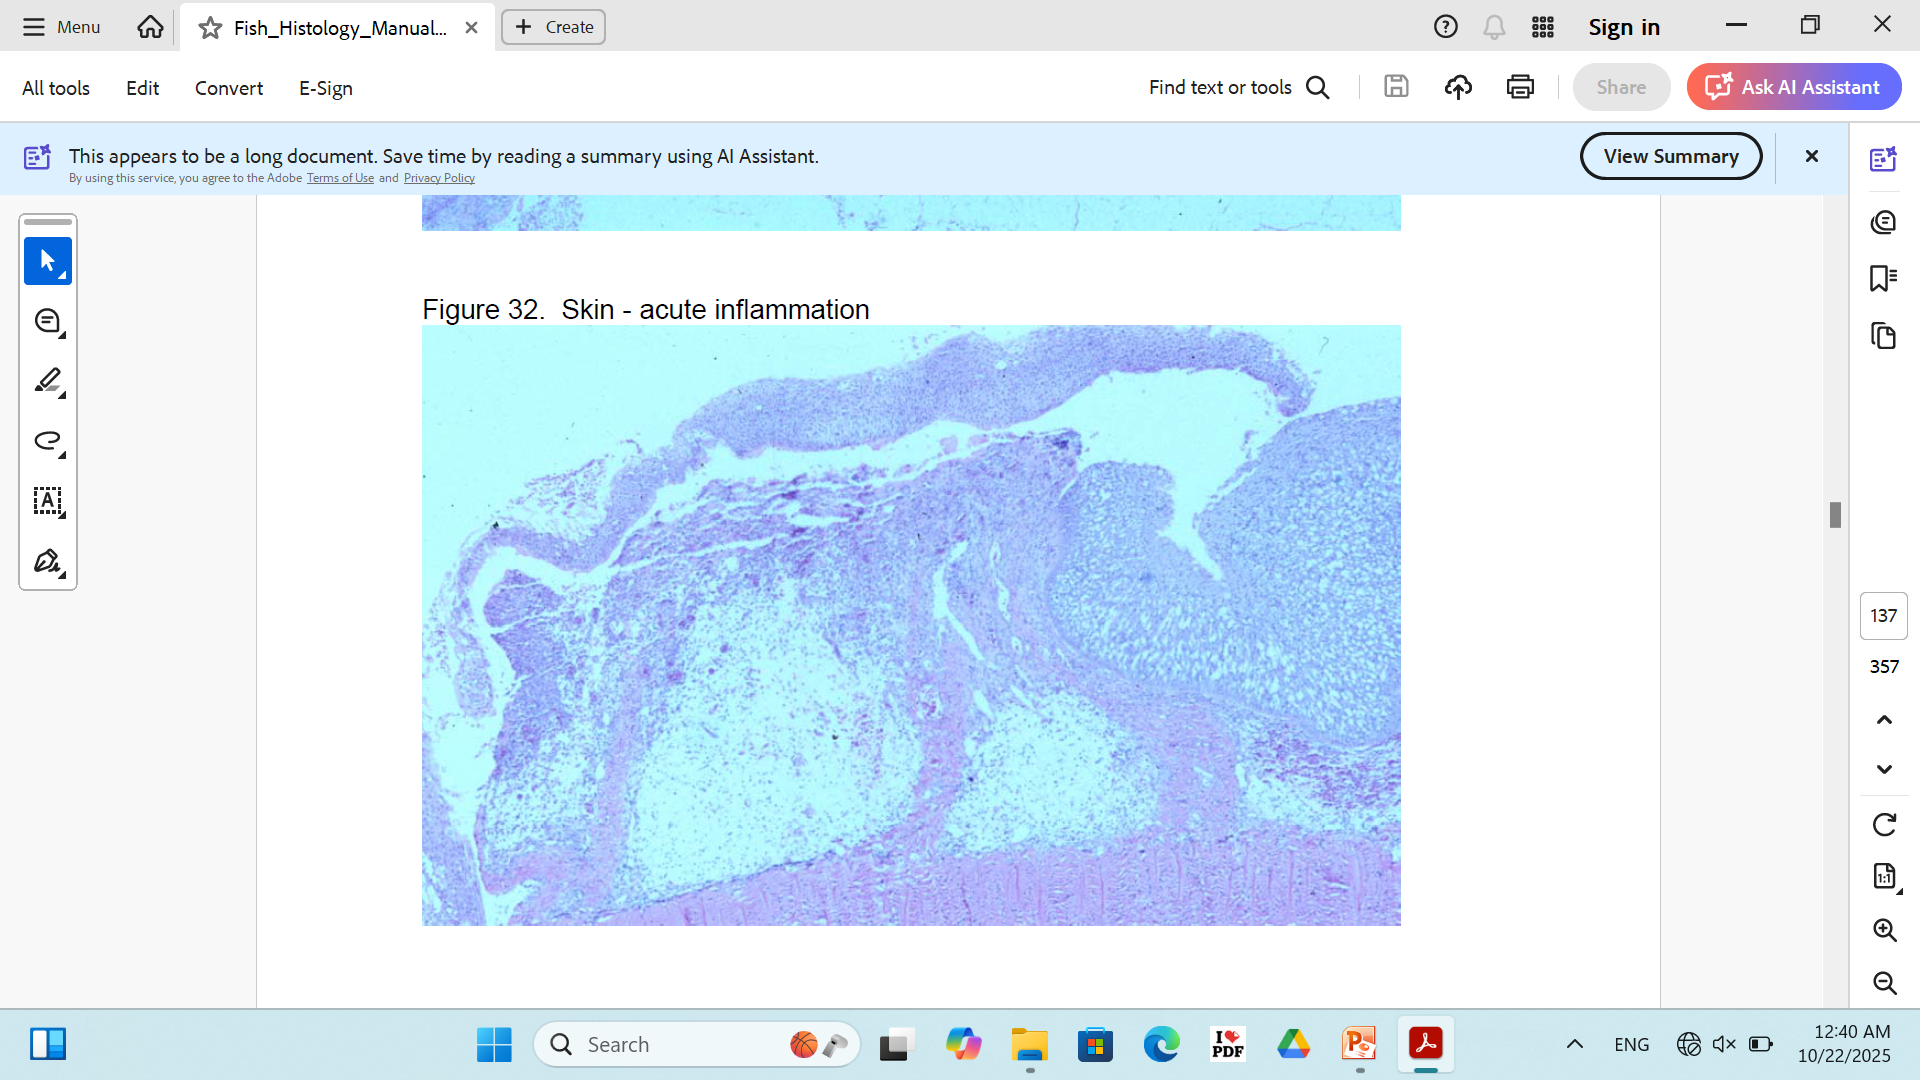 Menu
Fish_Histology_Manual...
Create
Sign in
All tools
Edit
Convert
E-Sign
Find text or tools
Share
Ask AI Assistant
This appears to be a long document. Save time by reading a summary using AI Assistant.
By using this service, you agree to the Adobe Terms of Use and Privacy Policy
View Summary
A
Figure 32.  Skin - acute inflammation
137
357
1:1
Search
I PDF
ENG
12:40 AM
10/22/2025